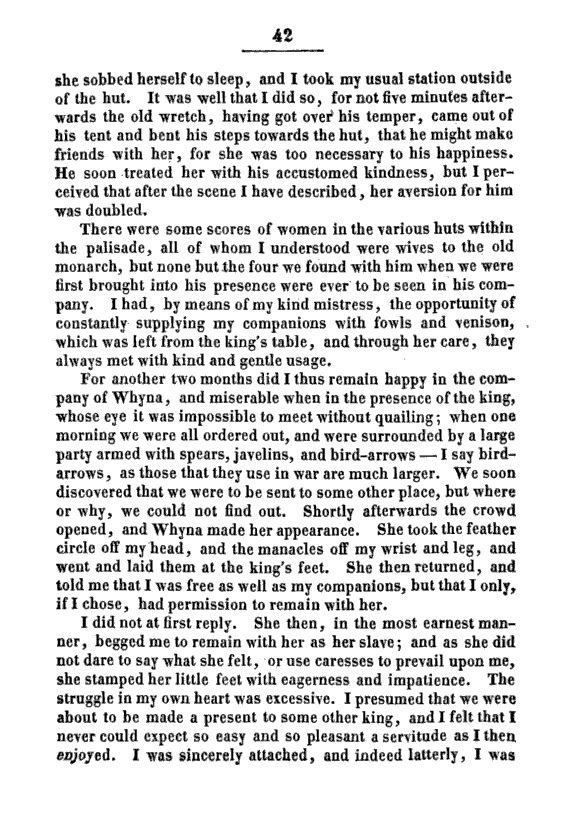 42
she sobbed herself to sleep, and I took my usual station outside
of the hut. It was well that I did so, for not five minutes after-
wards the old wretch, having got over his temper, came out of
his tent and bent his steps towards the hut, that he might make
friends with her, for she was too necessary to his happiness.
He soon treated her with his accustomed kindness, but I per-
ceived that after the scene I have described, her aversion for him
was doubled.
There were some scores of women in the various huts within
the palisade, all of whom I understood were wives to the old
monarch, but none but the four we found with him when we were
first brought into his presence were ever to be seen in his com-
pany. I had, by means of my kind mistress, the opportunity of
constantly supplying my companions with fowls and venison,
which was left from the king's table, and through her care, they
always met with kind and gentle usage.
For another two months did I thus remain happy in the com-
pany of Whyna, and miserable when in the presence of the king,
whose eye it was impossible to meet without quailing; when one
morning we were all ordered out, and were surrounded by a large
party armed with spears, javelins, and bird-arrows — I say bird-
arrows, as those that they use in war are much larger. We soon
discovered that we were to be sent to some other place, but where
or why, we could not find out. Shortly afterwards the crowd
opened, and Whyna made her appearance. She took the feather
circle off my head, and the manacles off my wrist and leg, and
went and laid them at the king's feet. She then returned, and
told me that I was free as well as my companions, but that I only,
if I chose, had permission to remain with her.
I did not at first reply. She then, in the most earnest man-
ner, begged me to remain with her as her slave; and as she did
not dare to say what she felt, or use caresses to prevail upon me,
she stamped her little feet with eagerness and impatience. The
struggle in my own heart was excessive. I presumed that we were
about to be made a present to some other king, and I felt that I
never could expect so easy and so pleasant a servitude as I then
enjoyed. I was sincerely attached, and indeed latterly, I was